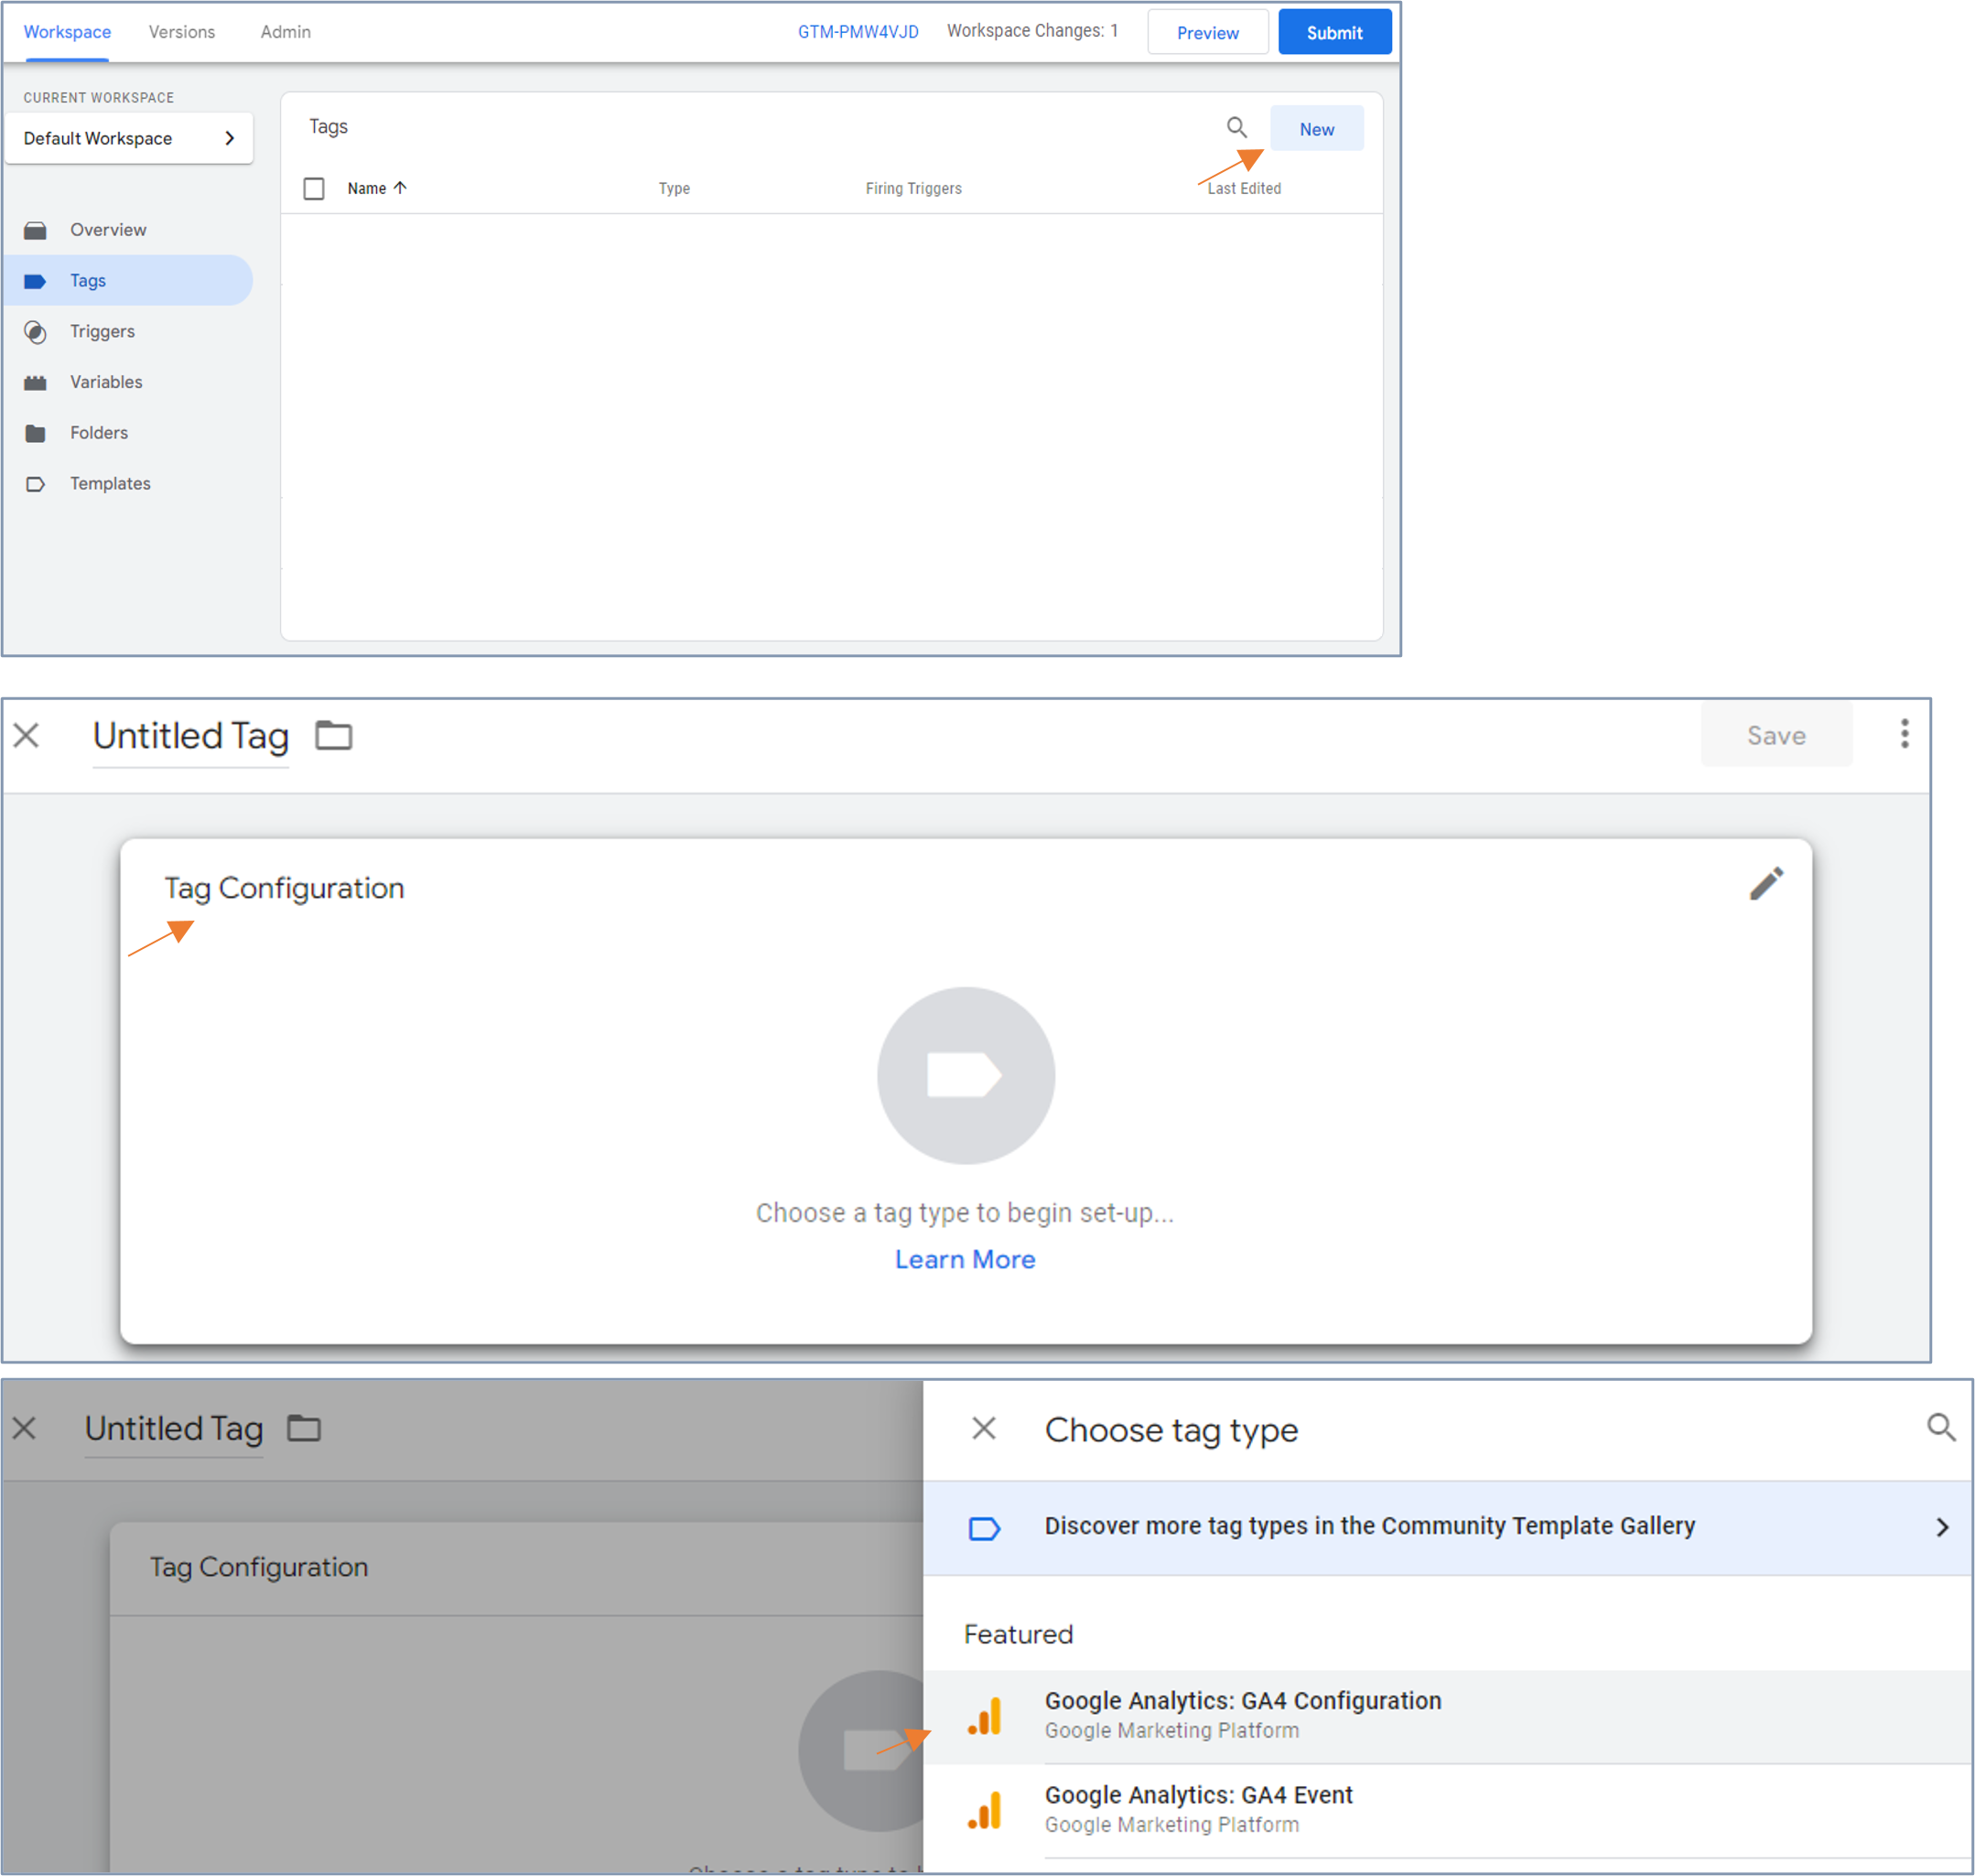 Workspace Versions Admin GTM-PMW4VJD Workspace Changes: 1 Preview Submit
CURRENT WORKSPACE
Default Workspace
Tags New
Name Type Firing Triggers Last Edited
Overview
Tags
Triggers
Variables
Folders
Templates
Untitled Tag Save
Tag Configuration
Choose a tag type to begin set-up...
Learn More
Untitled Tag
Tag Configuration
Choose tag type
Discover more tag types in the Community Template Gallery
Featured
Google Analytics: GA4 Configuration
Google Marketing Platform
Google Analytics: GA4 Event
Google Marketing Platform